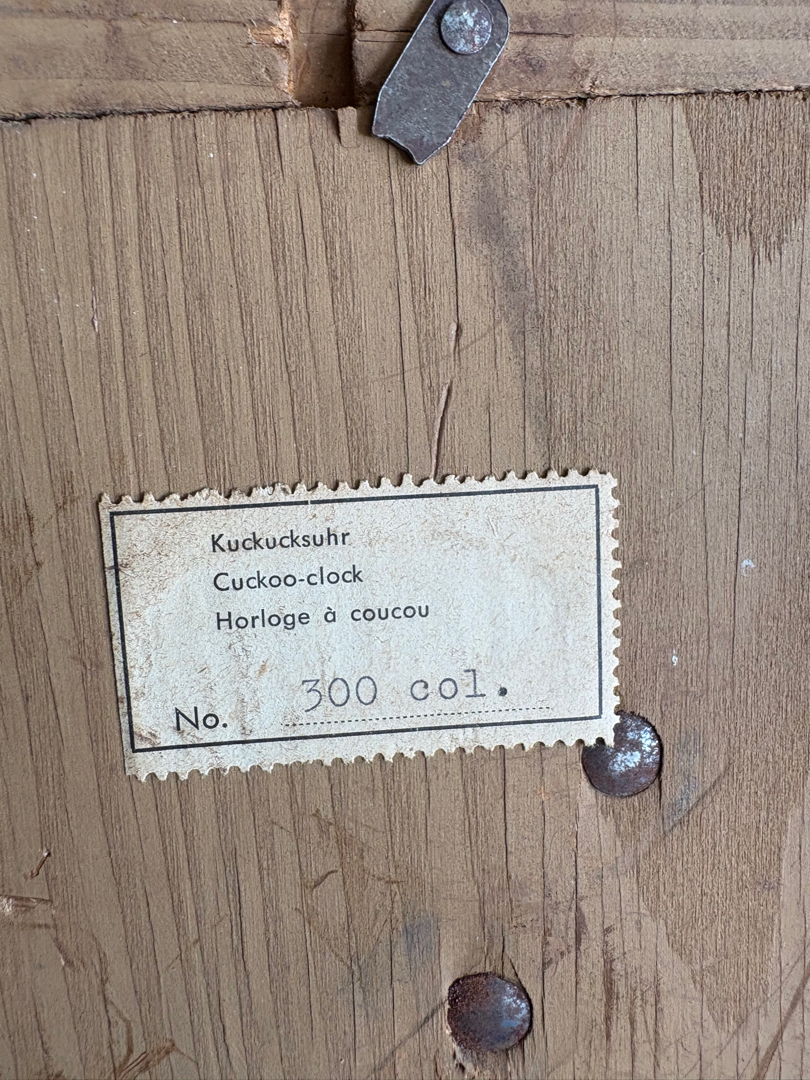 Kuckucksuhr
Cuckoo-clock
Horloge à coucou
No. 300 col.